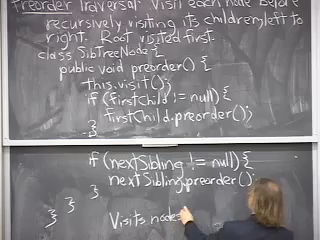 Preorder Traversal: Visit each node before
recursively visiting its children, left to
right. Root visited first.
class SibTreeNode {
public void preorder() {
this.visit();
if (firstChild != null) {
firstChild.preorder();
}
if (nextSibling != null) {
nextSibling.preorder();
}
}
}
Visits nodes